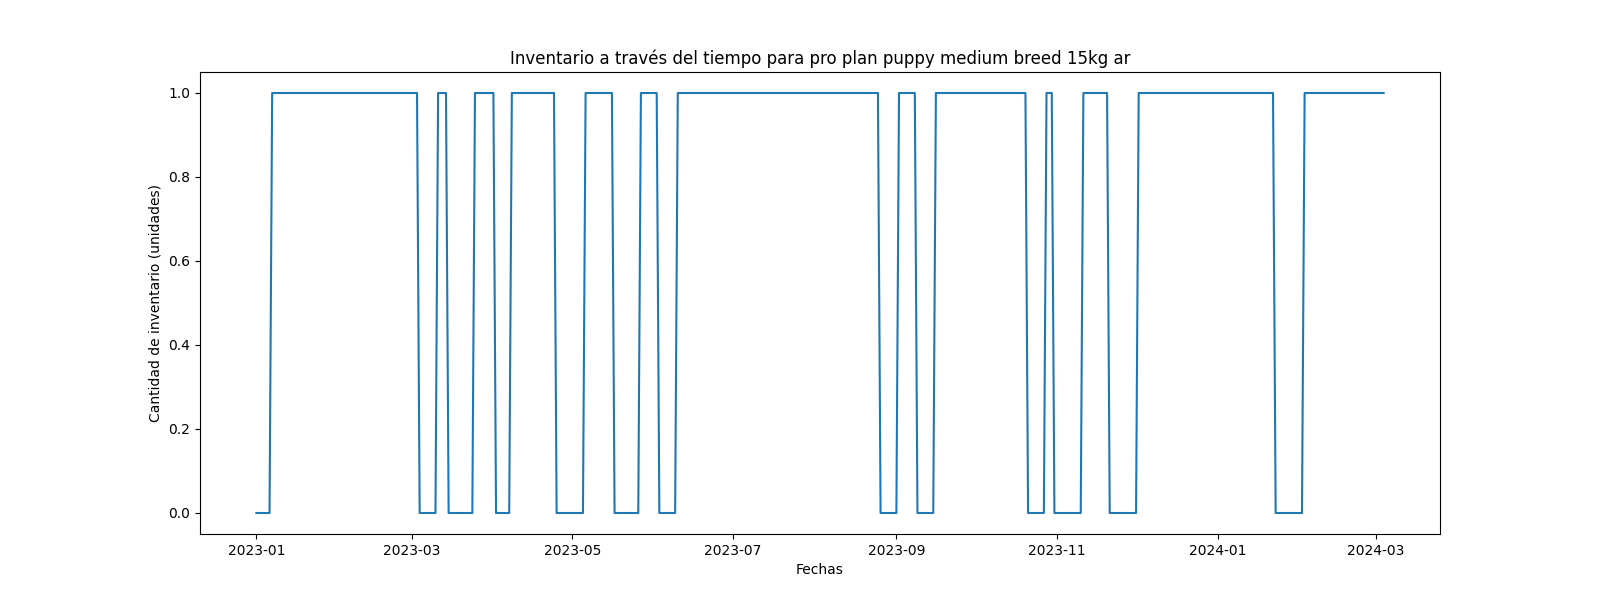 Inventario a través del tiempo para pro plan puppy medium breed 15kg ar
Cantidad de inventario (unidades)
1.0
0.8
0.6
0.4
0.2
0.0
2023-01 2023-03 2023-05 2023-07 2023-09 2023-11 2024-01 2024-03
Fechas